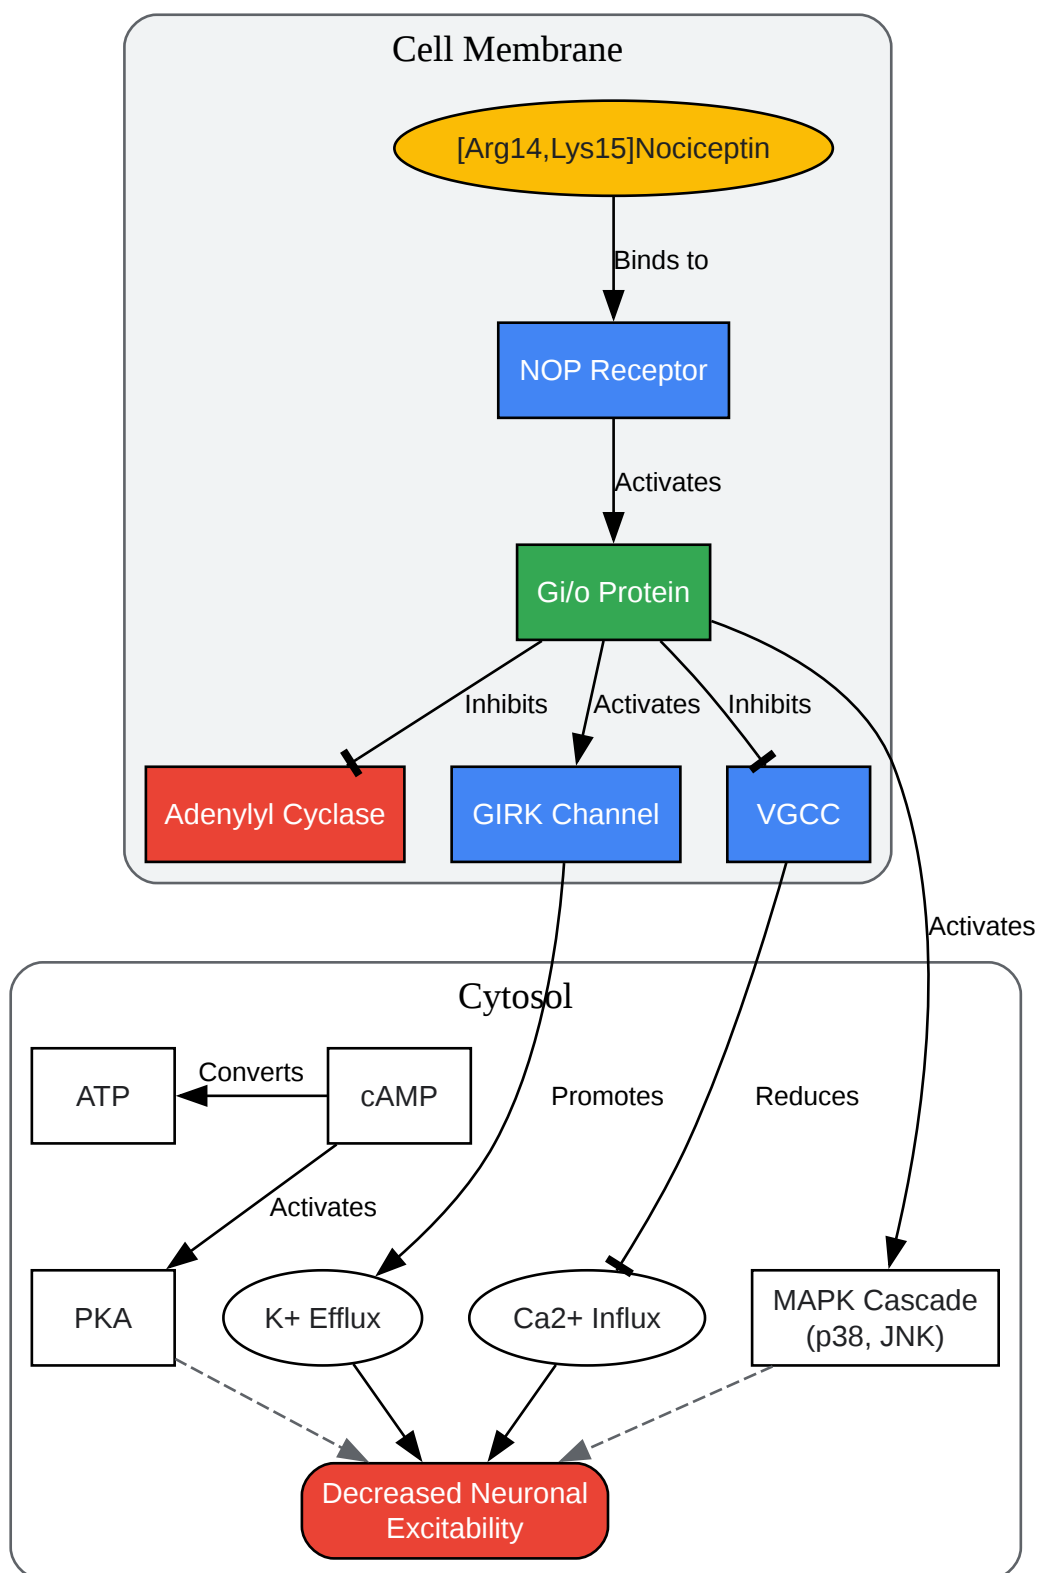 Cell Membrane
[Arg14,Lys15]Nociceptin
Binds to
NOP Receptor
Activates
Gi/o Protein
Inhibits
Activates
Inhibits
Adenylyl Cyclase
GIRK Channel
VGCC
Activates
Cytosol
ATP
Converts
cAMP
Promotes
Reduces
Activates
PKA
K+ Efflux
Ca2+ Influx
MAPK Cascade
(p38, JNK)
Decreased Neuronal
Excitability